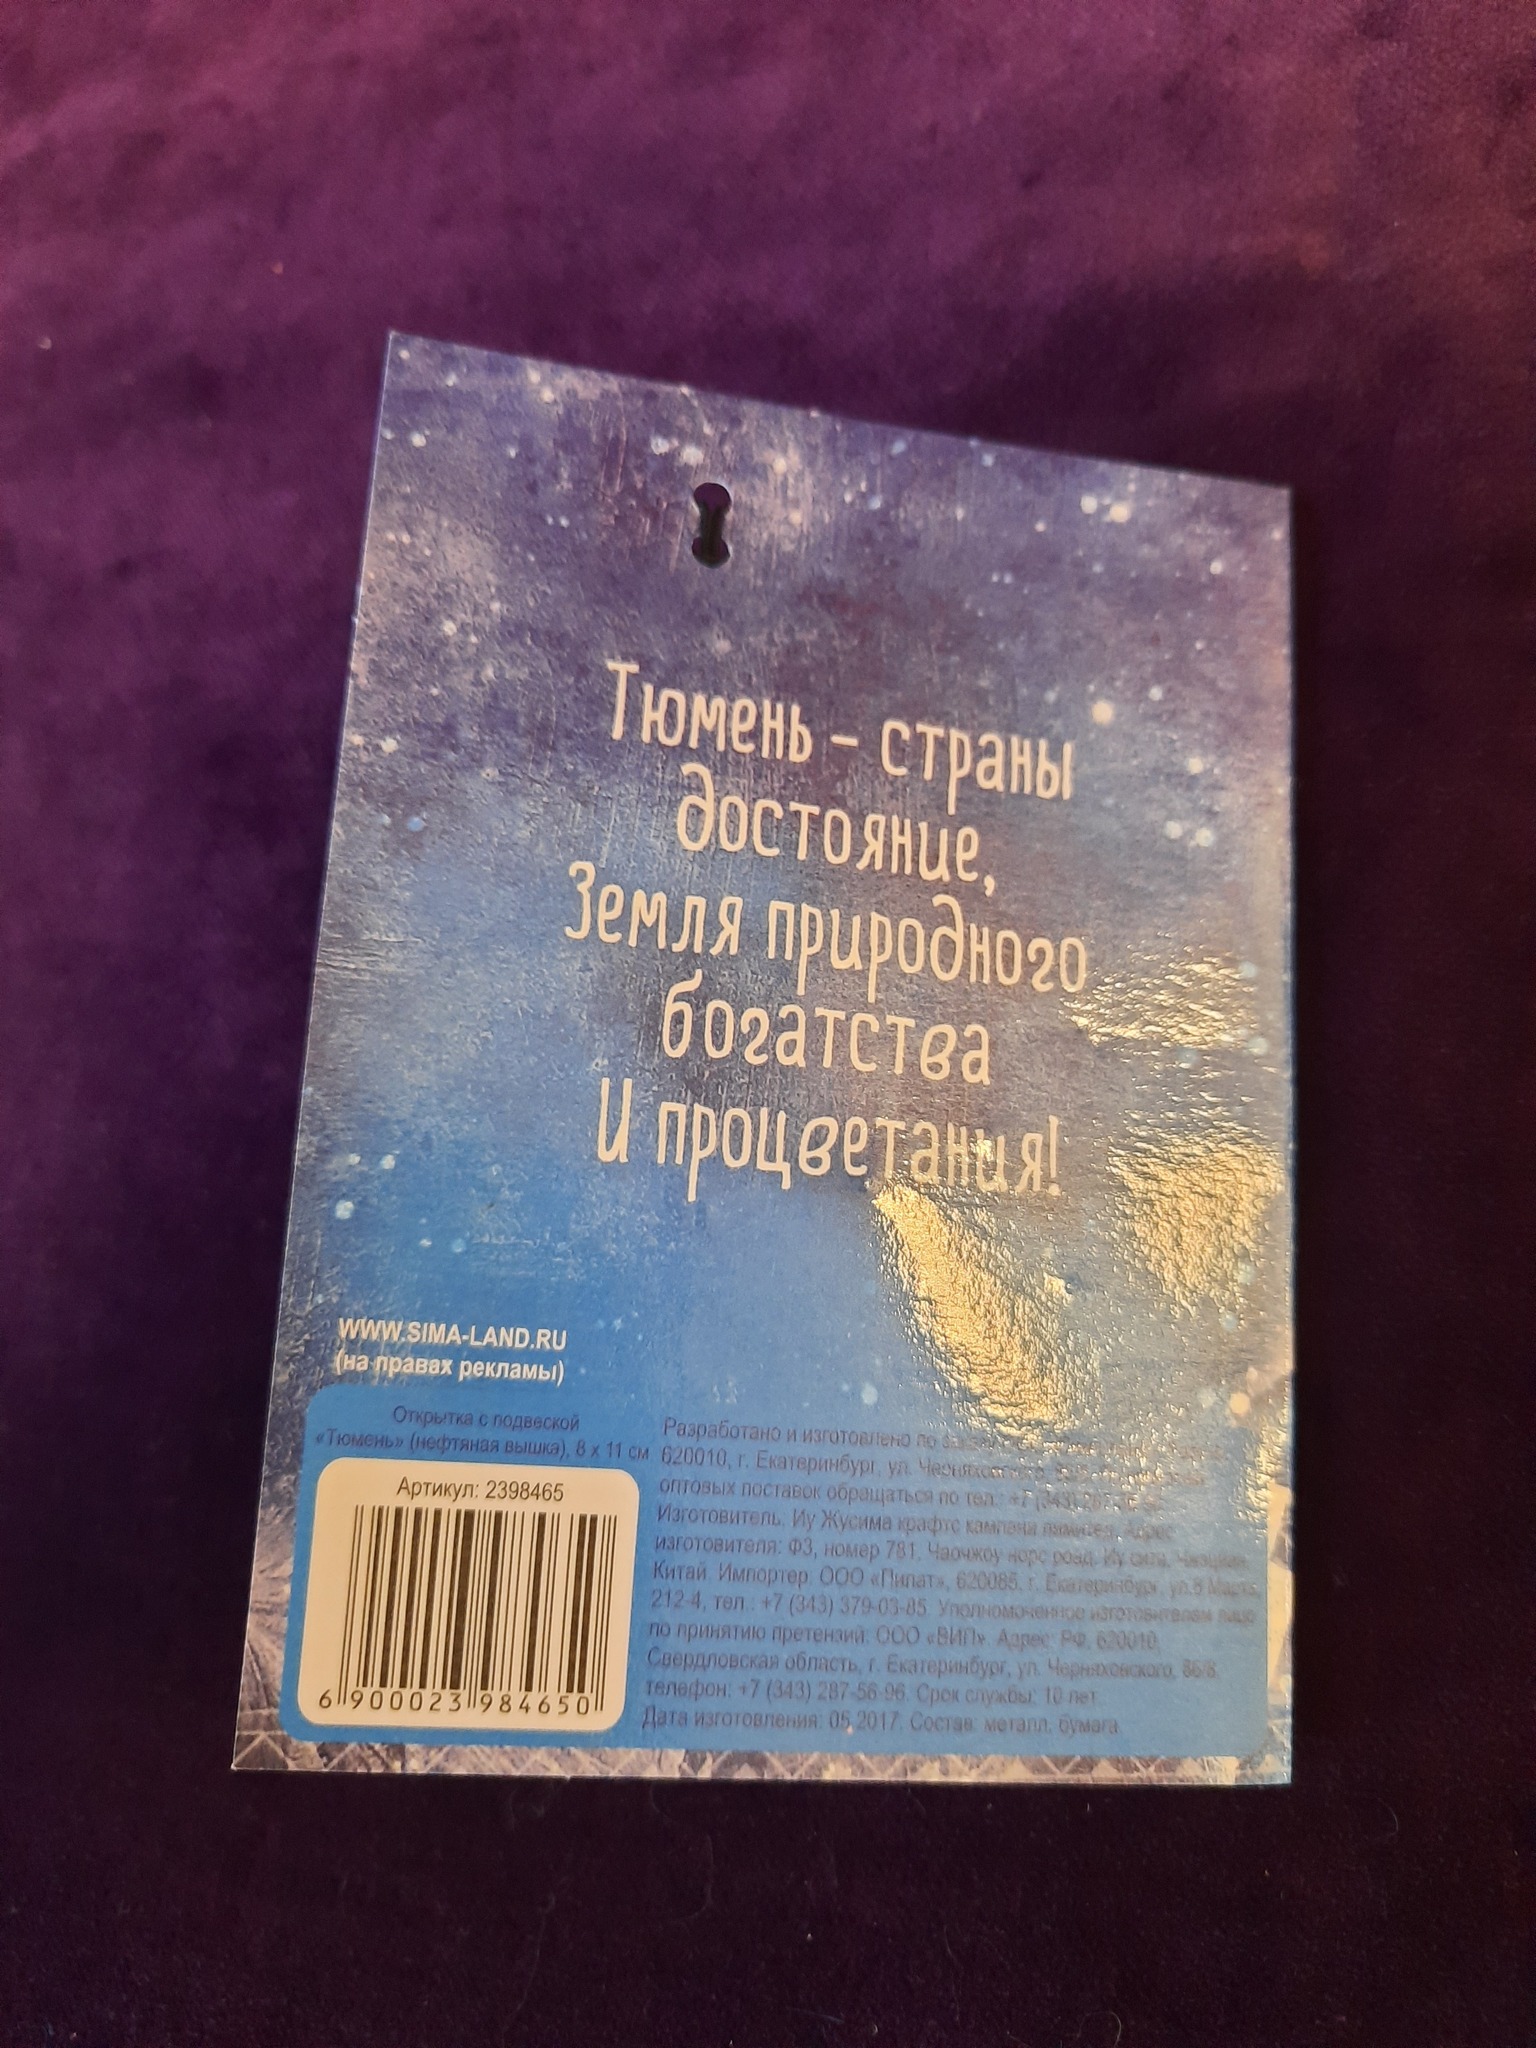 Тюмень – страны
достояние,
Земля природного
богатства
И процветания!
WWW.SIMA-LAND.RU
(на правах рекламы)
Открытка с подвеской
«Тюмень» (нефтяная вышка), 8 х 11 см
Артикул: 2398465
6 900023 984650
Разработано и изготовлено по
620010, г. Екатеринбург, ул. Черняховского,
оптовых поставок обращаться по тел.: +7 (343)
Изготовитель: Иу Жусима крафтс кампани лимитед. Адрес
изготовителя: Ф3, номер 781, Чаочжоу норс роад, Иу сити, Чжэцзян,
Китай. Импортер: ООО «Пилат», 620085, г. Екатеринбург, ул.8 Марта,
212-4, тел.: +7 (343) 379-03-85. Уполномоченное изготовителем лицо
по принятию претензий: ООО «ВИП». Адрес: РФ, 620010,
Свердловская область, г. Екатеринбург, ул. Черняховского, 86/8,
телефон: +7 (343) 287-56-96. Срок службы: 10 лет.
Дата изготовления: 05.2017. Состав: металл, бумага.